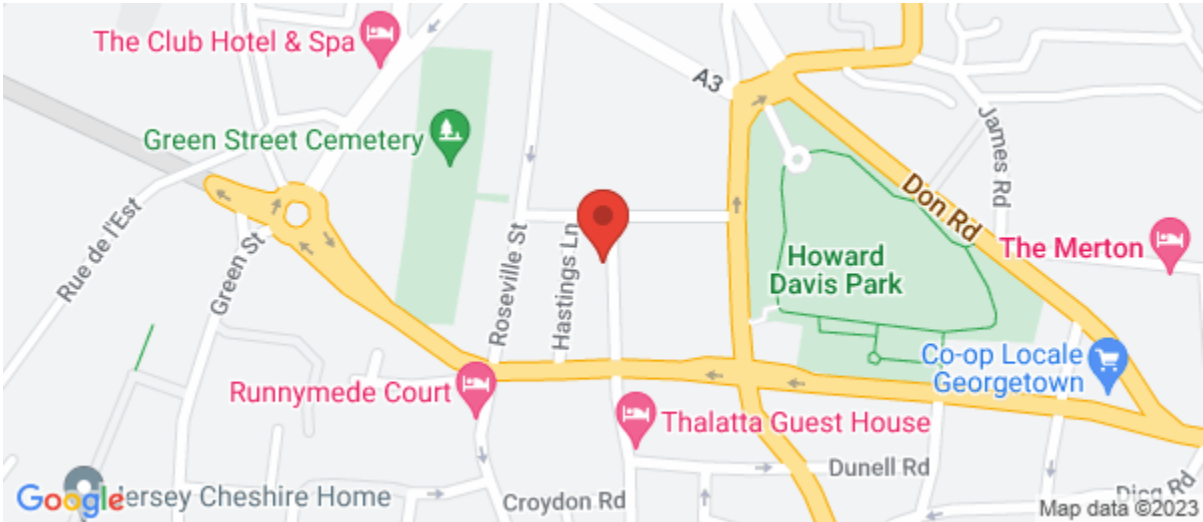 The Club Hotel & Spa
A3
Green Street Cemetery
James Rd
Rue de l'Est
Green St
Roseville St
Hastings Ln
Don Rd
Howard
Davis Park
The Merton
Co-op Locale
Georgetown
Runnymede Court
Thalatta Guest House
Dunell Rd
Croydon Rd
Google
Jersey Cheshire Home
Dicq Rd
Map data ©2023